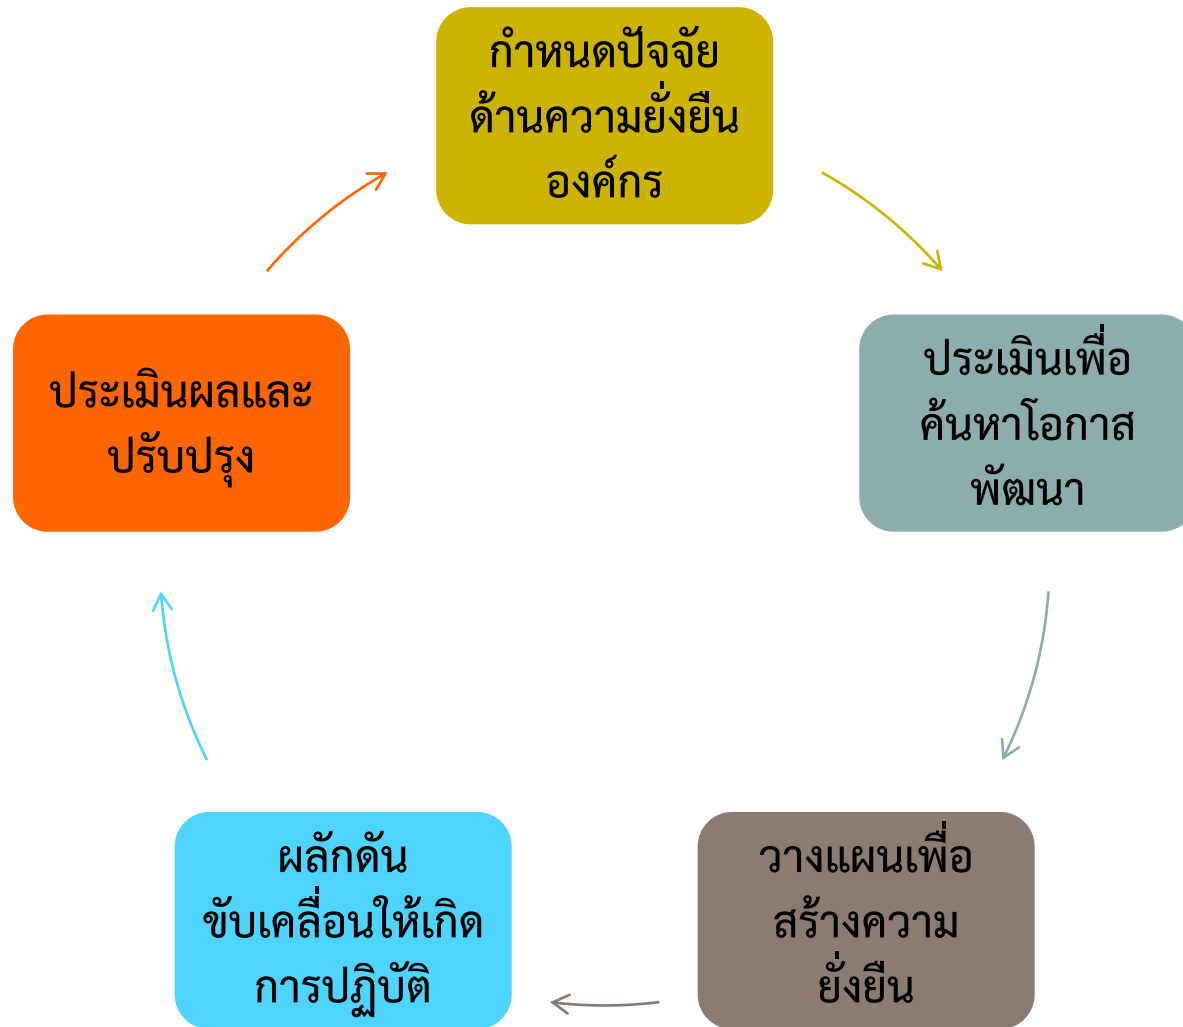 กำหนดปัจจัย
ด้านความยั่งยืน
องค์กร
ประเมินเพื่อ
ค้นหาโอกาส
พัฒนา
วางแผนเพื่อ
สร้างความ
ยั่งยืน
ผลักดัน
ขับเคลื่อนให้เกิด
การปฏิบัติ
ประเมินผลและ
ปรับปรุง